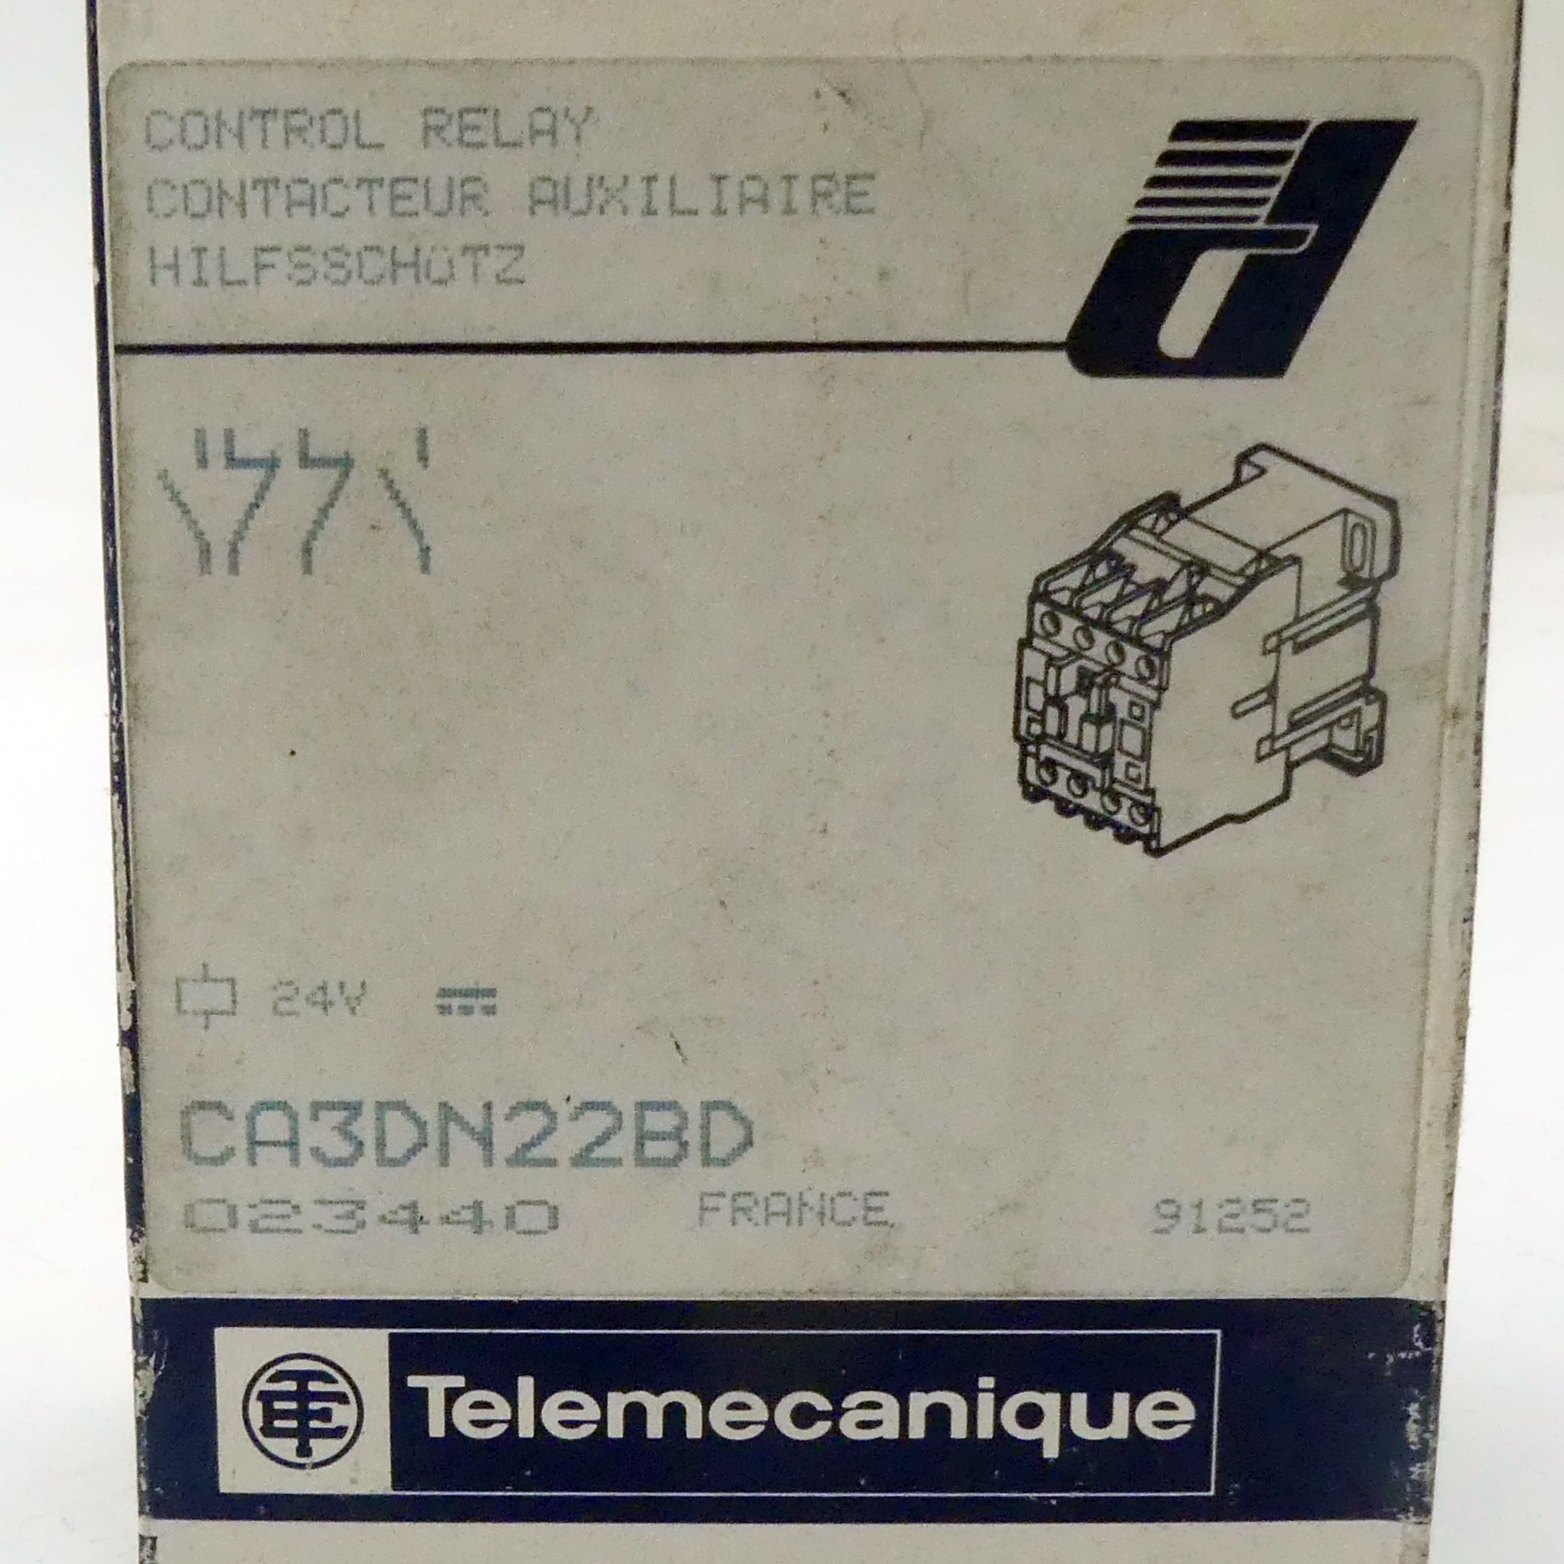 CONTROL RELAY
CONTACTEUR AUXILIAIRE
HILFSSCHÜTZ
24V
CA3DN22BD
023440 FRANCE 91252
Telemecanique